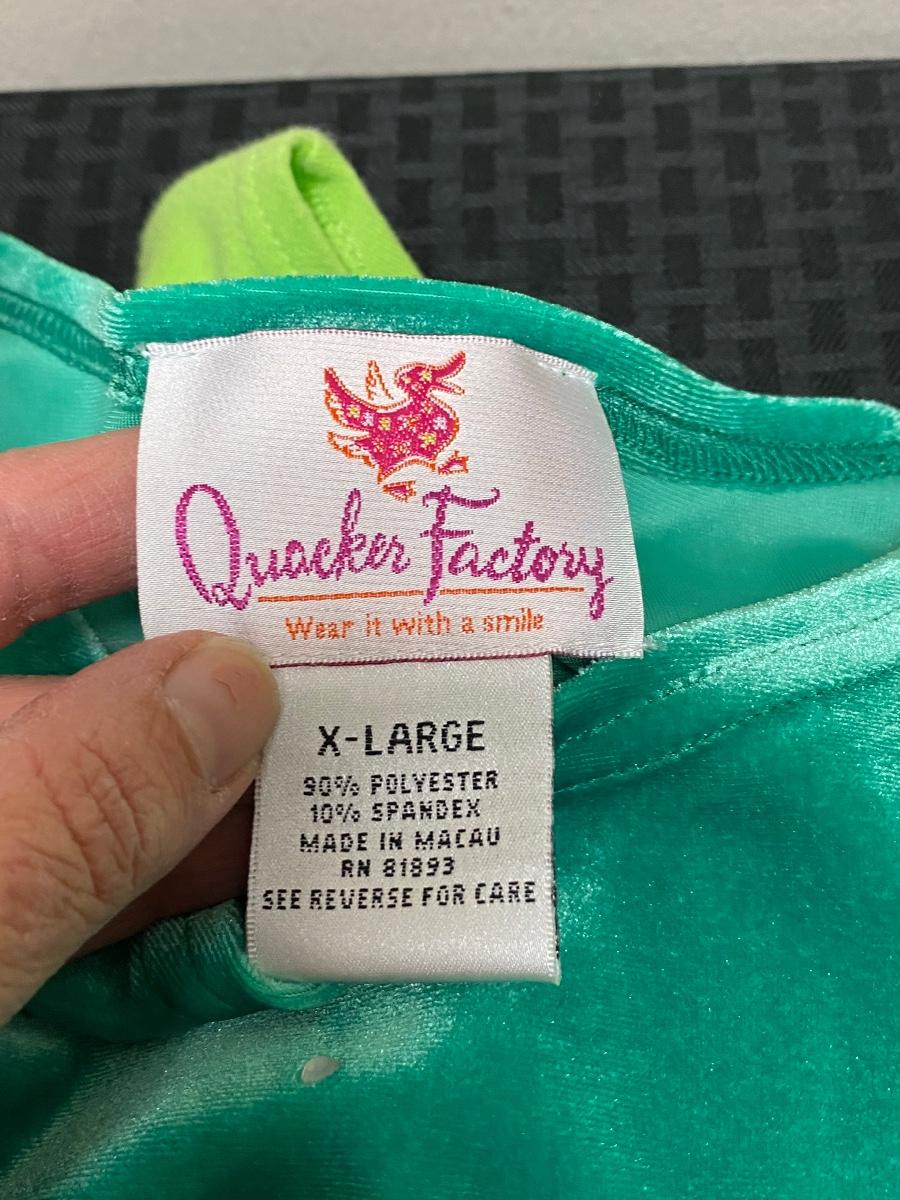 Quacker Factory
Wear it with a smile
X-LARGE
90% POLYESTER
10% SPANDEX
MADE IN MACAU
RN 81893
SEE REVERSE FOR CARE